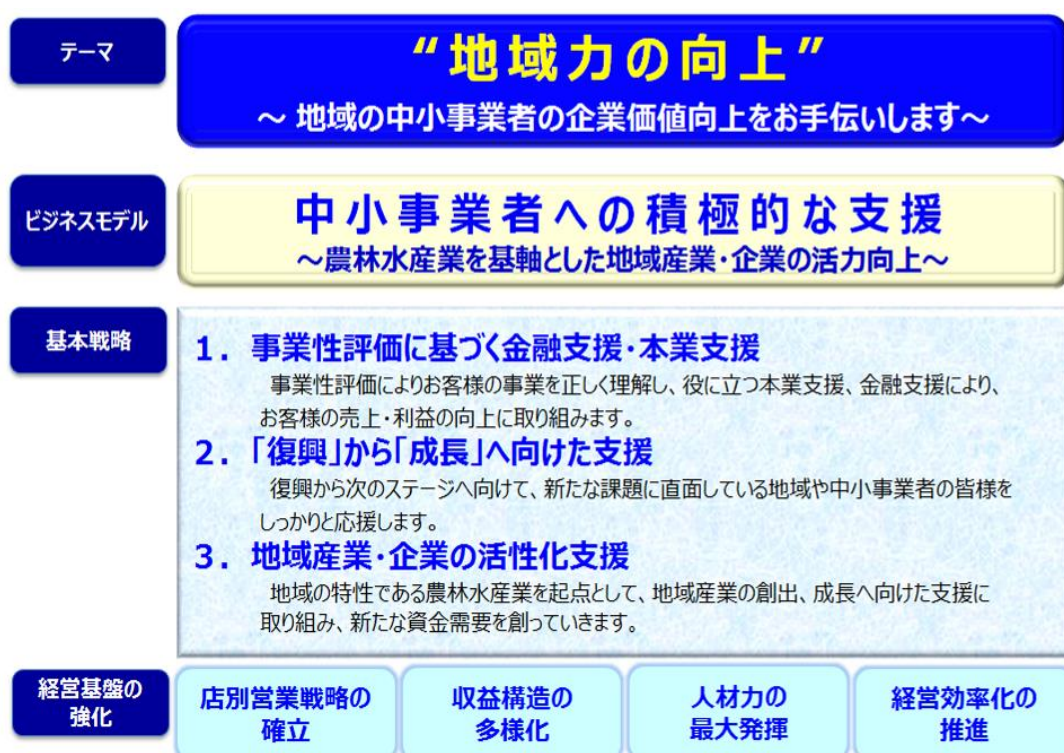 テーマ
“地域力の向上”
～ 地域の中小事業者の企業価値向上をお手伝いします～
ビジネスモデル
中小事業者への積極的な支援
～農林水産業を基軸とした地域産業・企業の活力向上～
基本戦略
１．事業性評価に基づく金融支援・本業支援
事業性評価によりお客様の事業を正しく理解し、役に立つ本業支援、金融支援により、
お客様の売上・利益の向上に取り組みます。
２．「復興」から「成長」へ向けた支援
復興から次のステージへ向けて、新たな課題に直面している地域や中小事業者の皆様を
しっかりと応援します。
３．地域産業・企業の活性化支援
地域の特性である農林水産業を起点として、地域産業の創出、成長へ向けた支援に
取り組み、新たな資金需要を創っていきます。
経営基盤の
強化
店別営業戦略の
確立
収益構造の
多様化
人材力の
最大発揮
経営効率化の
推進